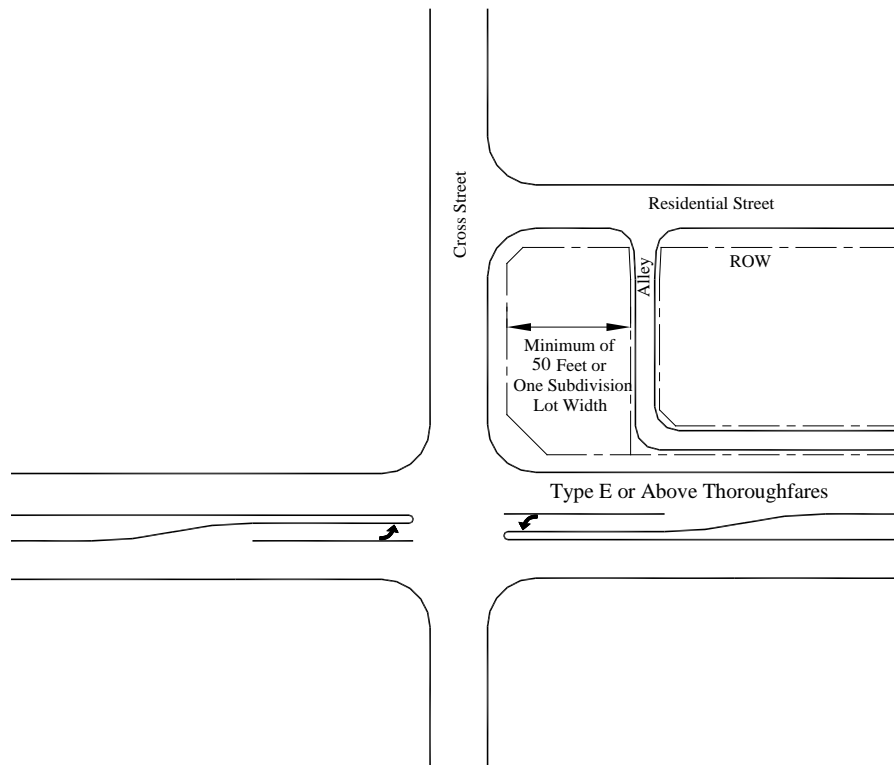 Cross Street
Residential Street
Alley
ROW
Minimum of
50 Feet or
One Subdivision
Lot Width
Type E or Above Thoroughfares